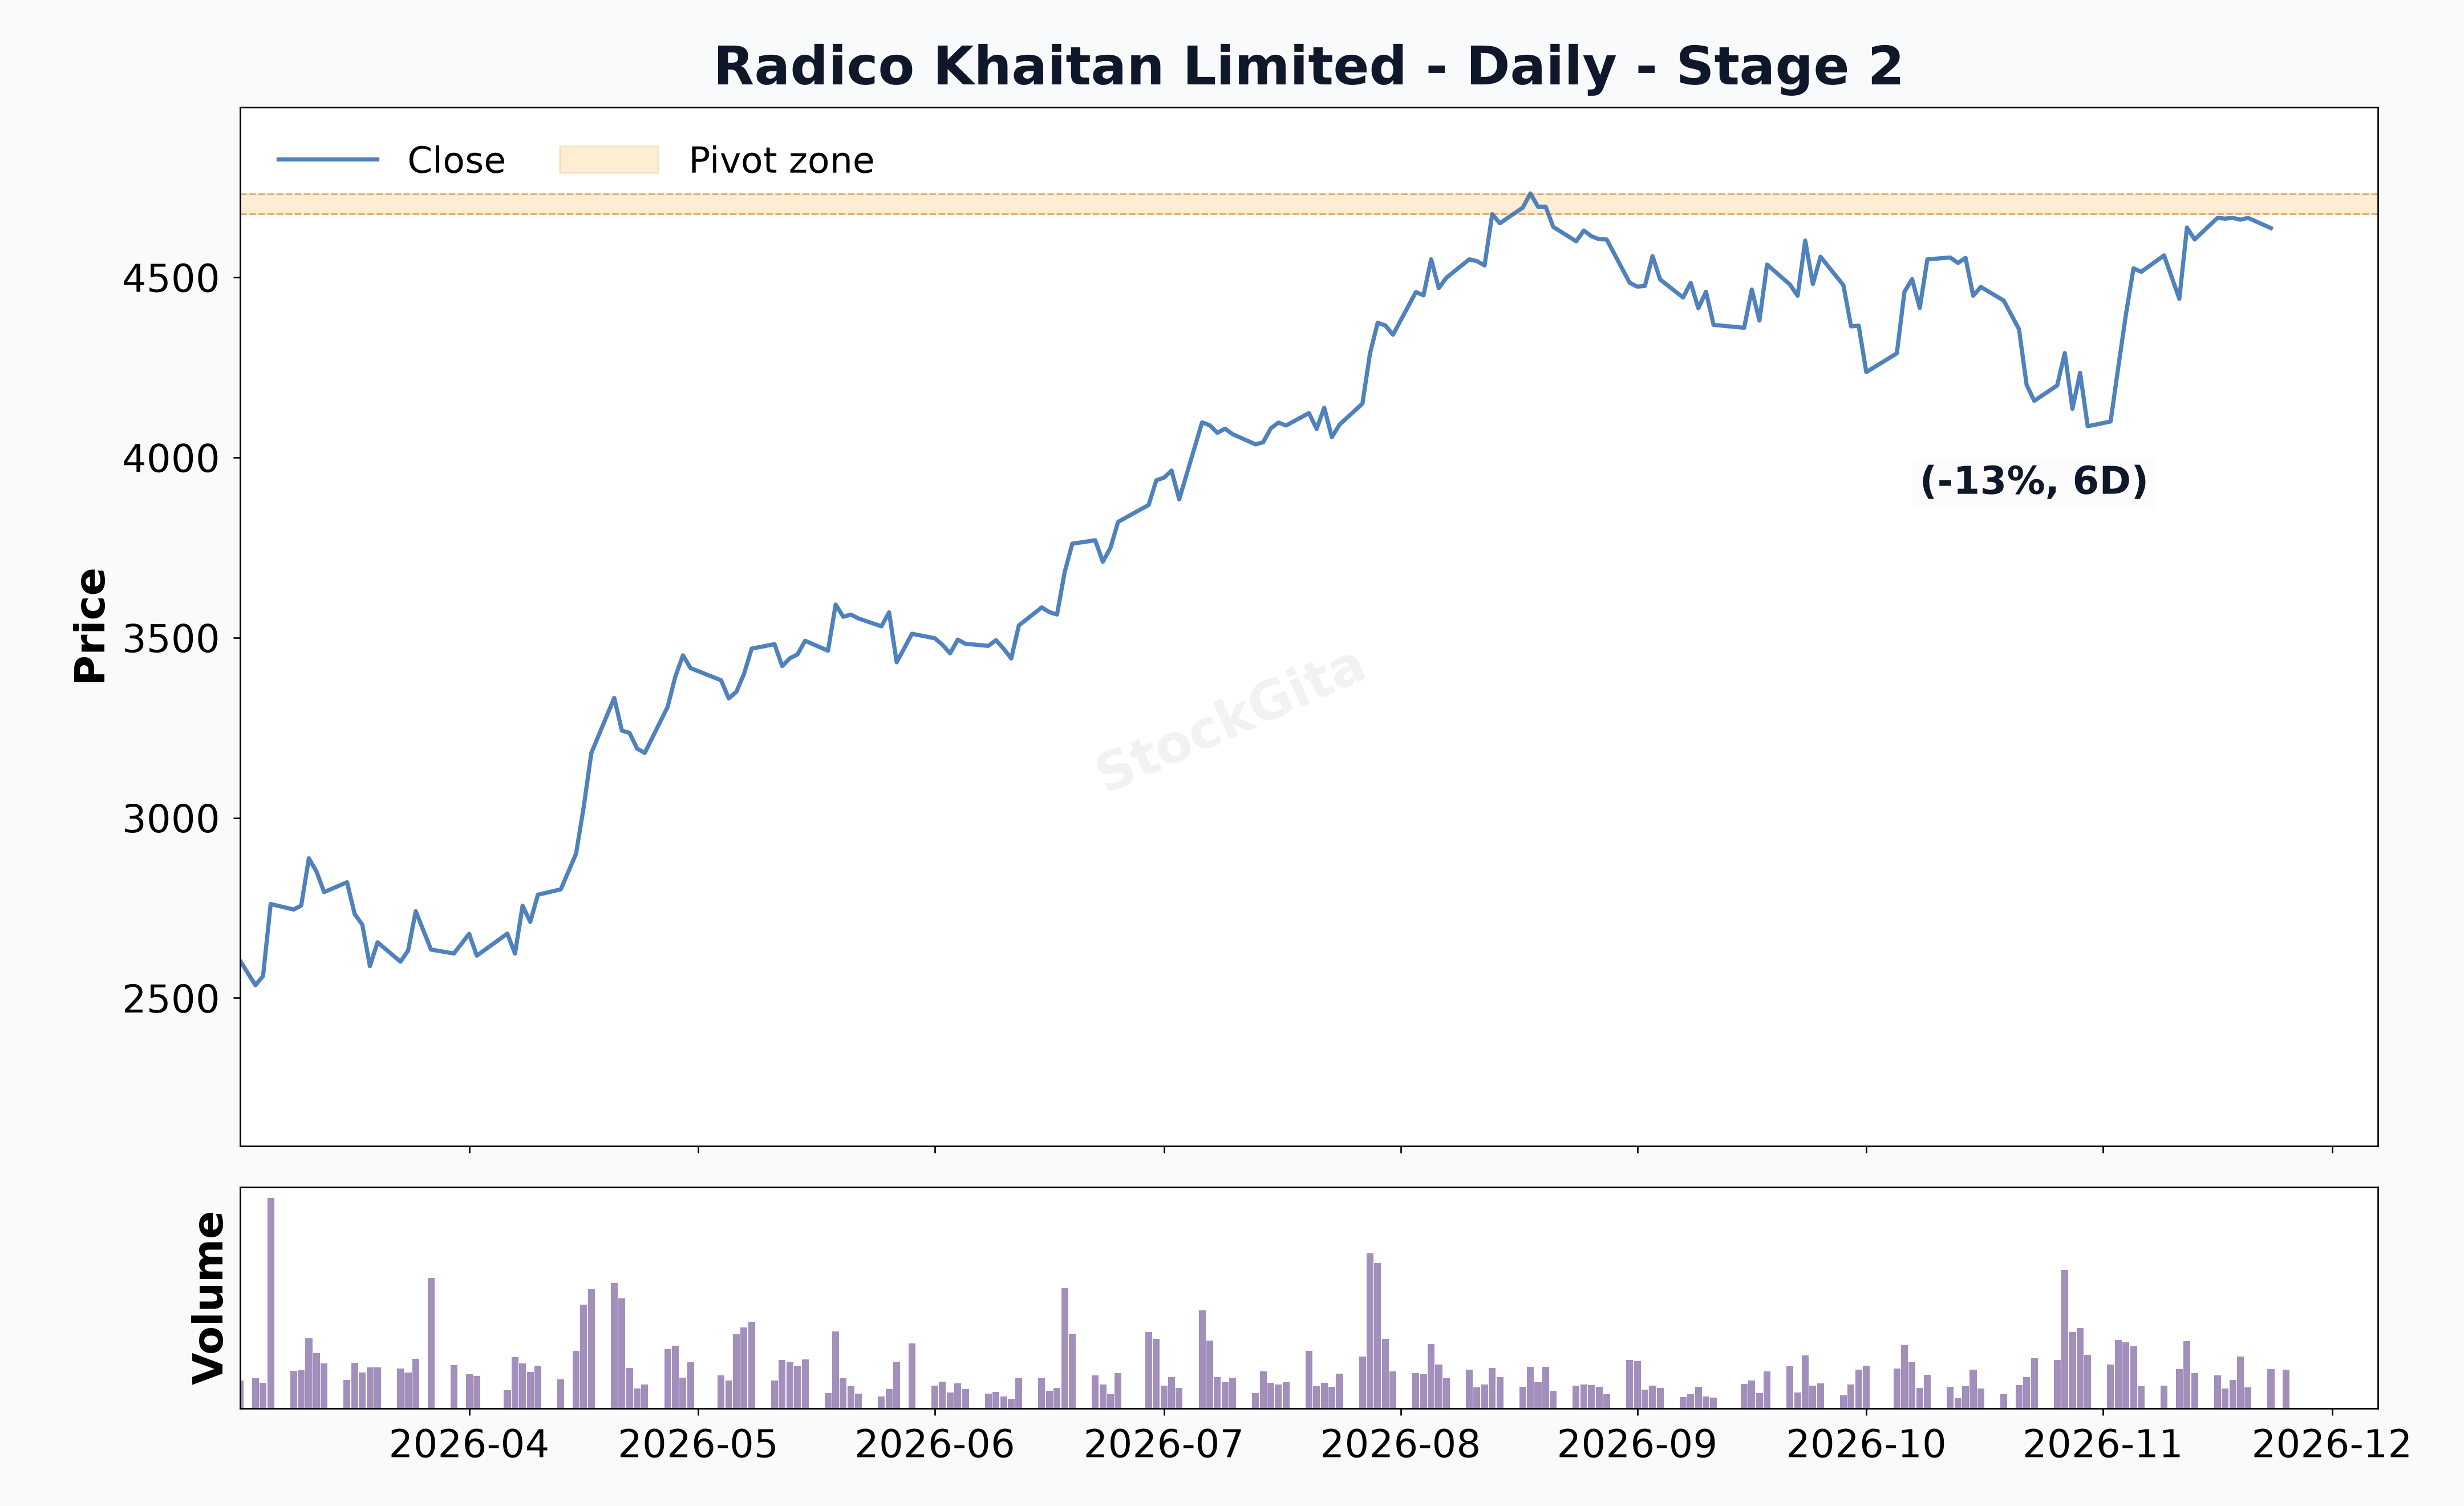 Radico Khaitan Limited - Daily - Stage 2
Close
Pivot zone
4500
4000
3500
3000
2500
Price
(-13%, 6D)
StockGita
Volume
2026-04
2026-05
2026-06
2026-07
2026-08
2026-09
2026-10
2026-11
2026-12